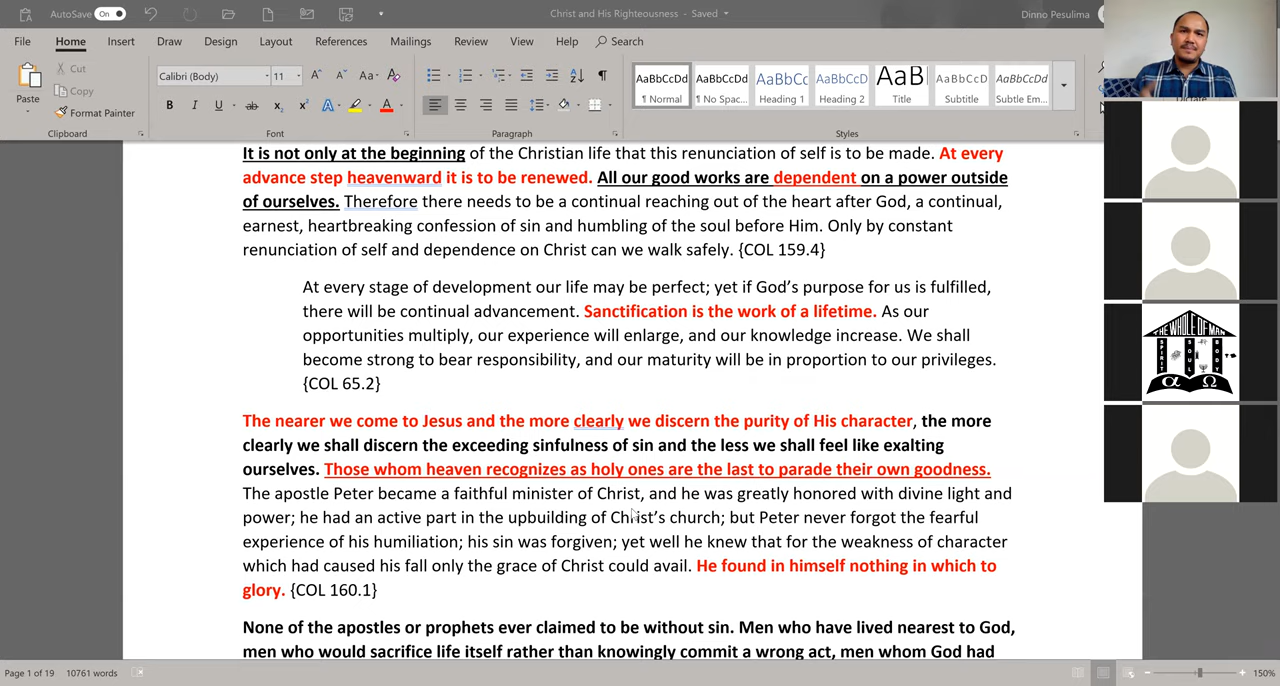 AutoSave On Christ and His Righteousness - Saved Dinno Pesulima
File Home Insert Draw Design Layout References Mailings Review View Help Search
Paste Cut Copy Format Painter
Calibri (Body) 11
Clipboard Font Paragraph Styles
AaBbCcDd AaBbCcDd AaBbCc AaBbCcD AaB AaBbCcD AaBbCcDd
¶ Normal ¶ No Spac... Heading 1 Heading 2 Title Subtitle Subtle Em...
Dictate
It is not only at the beginning of the Christian life that this renunciation of self is to be made. At every
advance step heavenward it is to be renewed. All our good works are dependent on a power outside
of ourselves. Therefore there needs to be a continual reaching out of the heart after God, a continual,
earnest, heartbreaking confession of sin and humbling of the soul before Him. Only by constant
renunciation of self and dependence on Christ can we walk safely. {COL 159.4}
At every stage of development our life may be perfect; yet if God's purpose for us is fulfilled,
there will be continual advancement. Sanctification is the work of a lifetime. As our
opportunities multiply, our experience will enlarge, and our knowledge increase. We shall
become strong to bear responsibility, and our maturity will be in proportion to our privileges.
{COL 65.2}
The nearer we come to Jesus and the more clearly we discern the purity of His character, the more
clearly we shall discern the exceeding sinfulness of sin and the less we shall feel like exalting
ourselves. Those whom heaven recognizes as holy ones are the last to parade their own goodness.
The apostle Peter became a faithful minister of Christ, and he was greatly honored with divine light and
power; he had an active part in the upbuilding of Christ's church; but Peter never forgot the fearful
experience of his humiliation; his sin was forgiven; yet well he knew that for the weakness of character
which had caused his fall only the grace of Christ could avail. He found in himself nothing in which to
glory. {COL 160.1}
None of the apostles or prophets ever claimed to be without sin. Men who have lived nearest to God,
men who would sacrifice life itself rather than knowingly commit a wrong act, men whom God had
THE WHOLE OF MAN
SPIRIT SOUL BODY
α Ω
Page 1 of 19 10761 words 150%